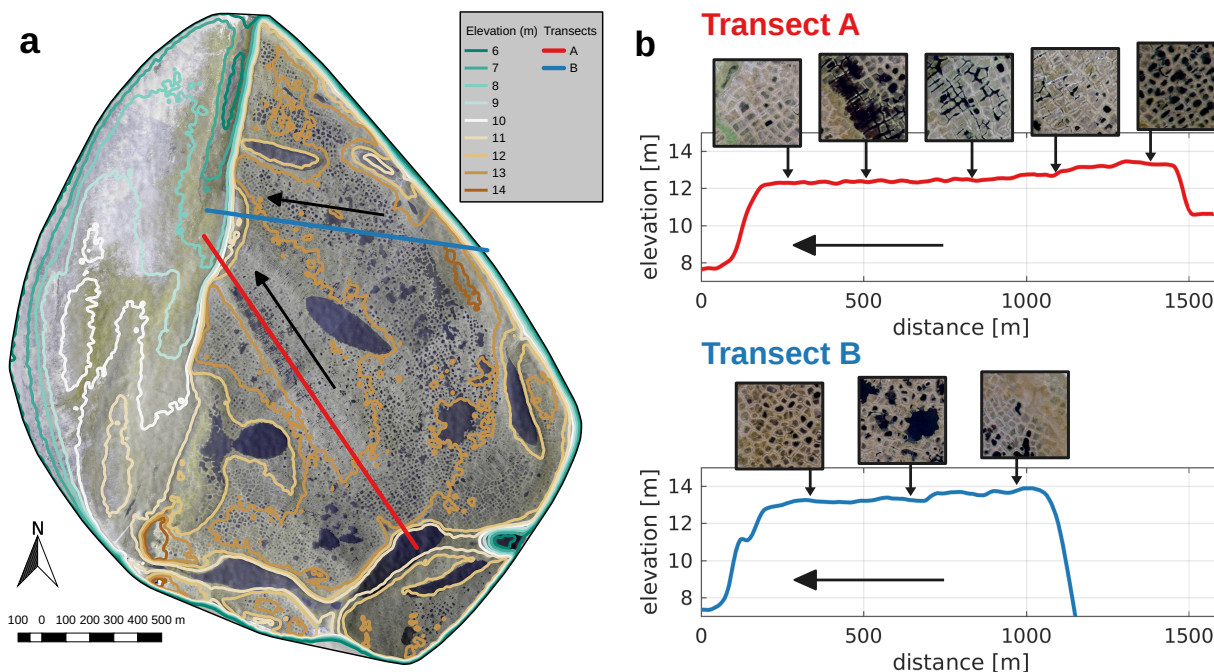 a
Elevation (m) Transects
6 A
7 B
8
9
10
11
12
13
14
N
100 0 100 200 300 400 500 m
b
Transect A
14
12
10
8
elevation [m]
0 500 1000 1500
distance [m]
Transect B
14
12
10
8
elevation [m]
0 500 1000 1500
distance [m]